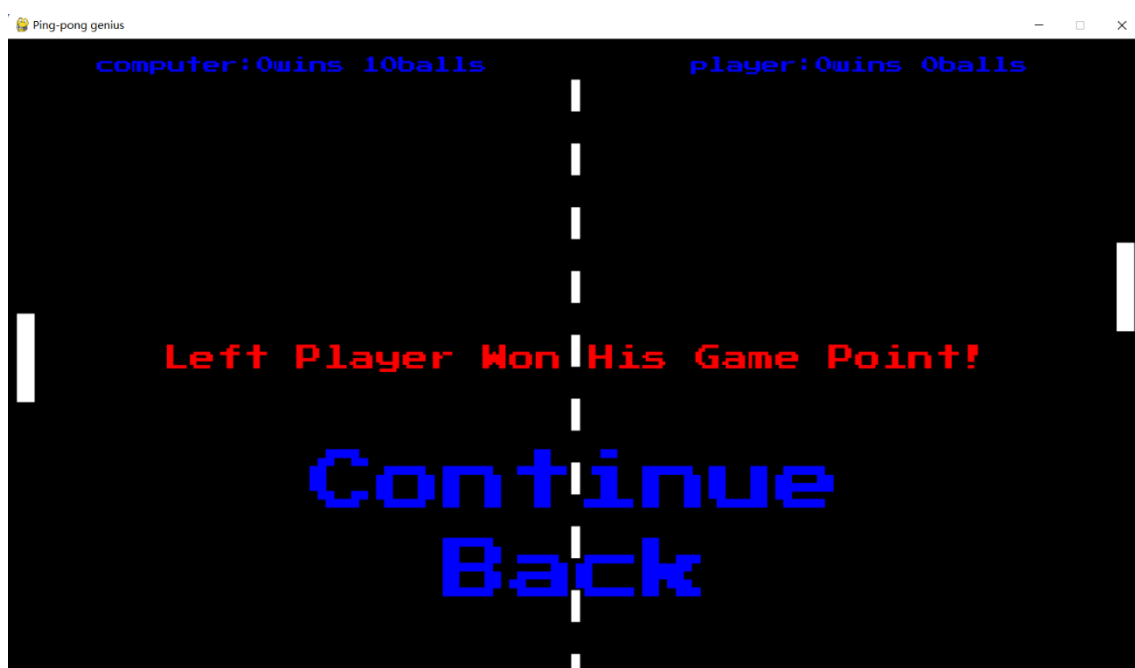 Ping-pong genius
computer:0wins 10balls
player:0wins 0balls
Left Player Won His Game Point!
Continue
Back